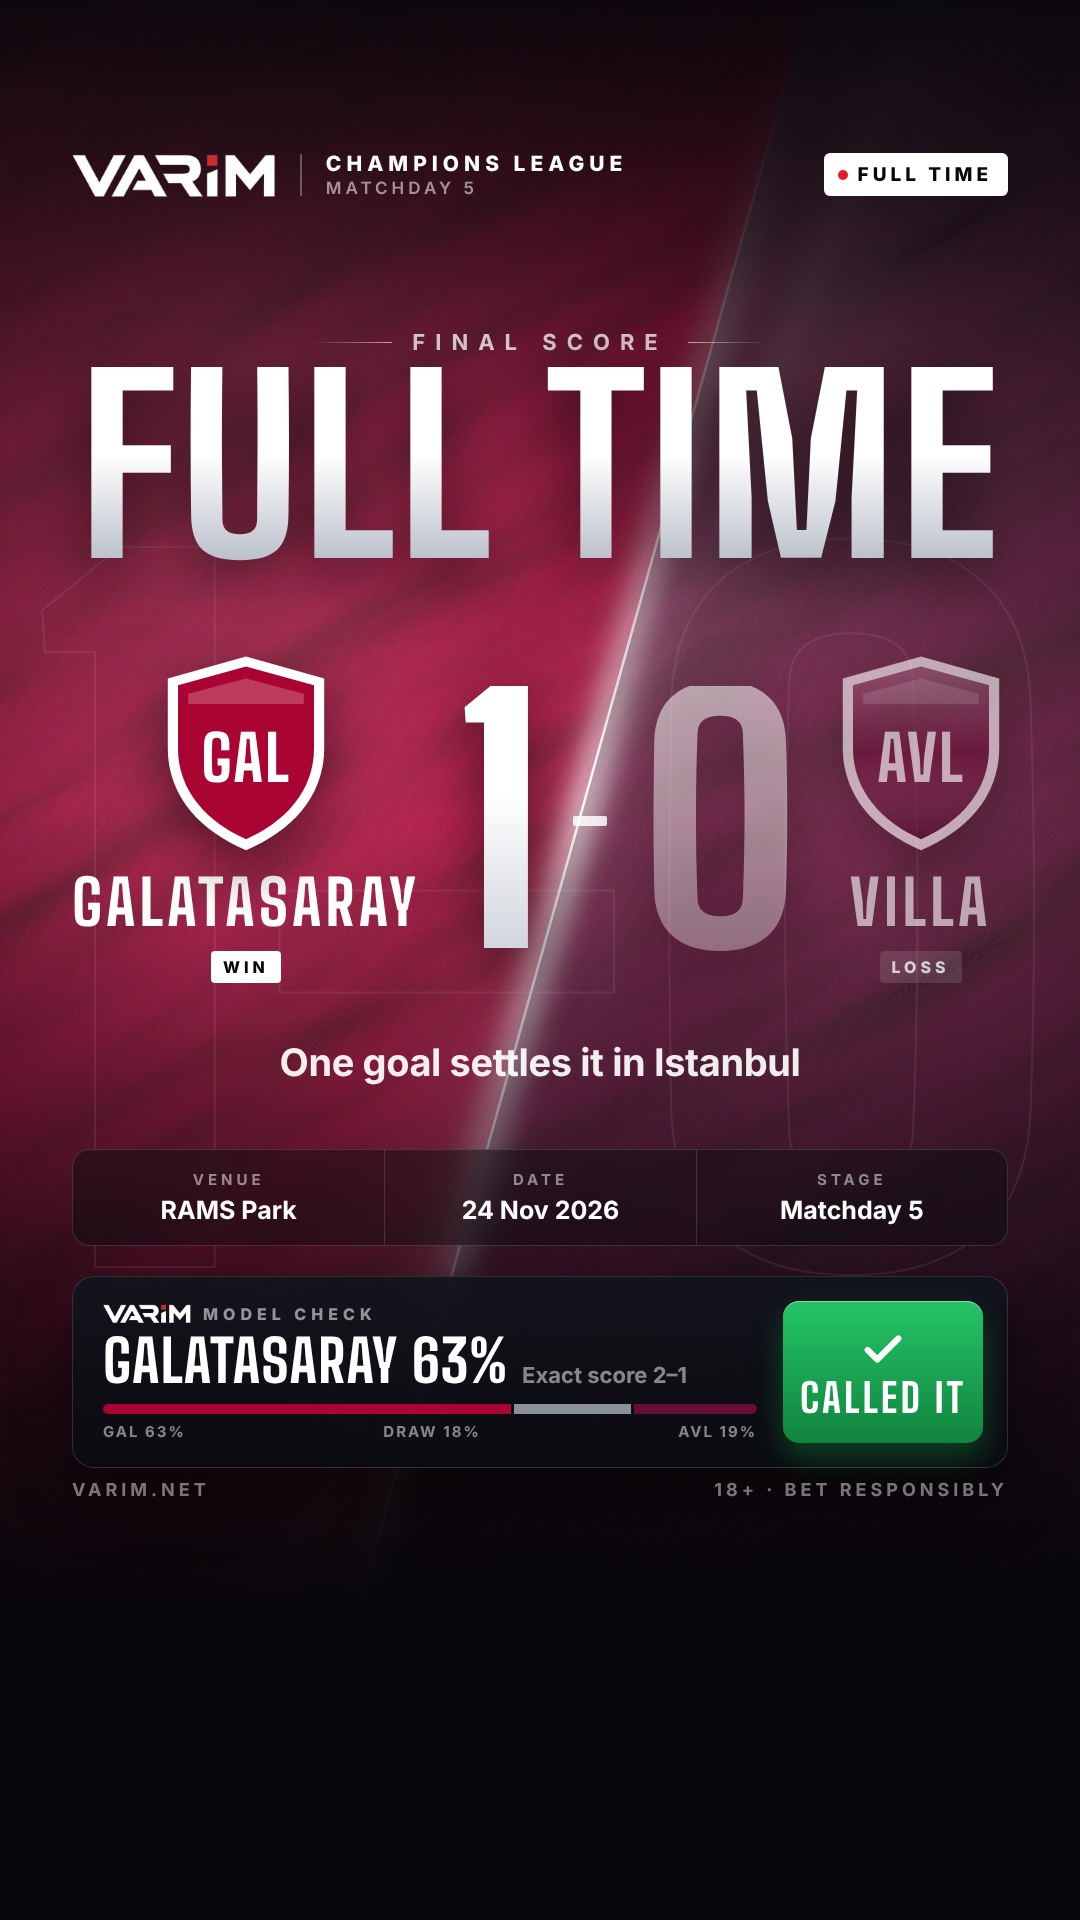 VARIM
CHAMPIONS LEAGUE
MATCHDAY 5
FULL TIME
FINAL SCORE
FULL TIME
GAL
1 - 0
AVL
GALATASARAY
VILLA
WIN
LOSS
One goal settles it in Istanbul
VENUE
RAMS Park
DATE
24 Nov 2026
STAGE
Matchday 5
VARIM MODEL CHECK
GALATASARAY 63% Exact score 2–1
GAL 63% DRAW 18% AVL 19%
CALLED IT
VARIM.NET
18+ · BET RESPONSIBLY